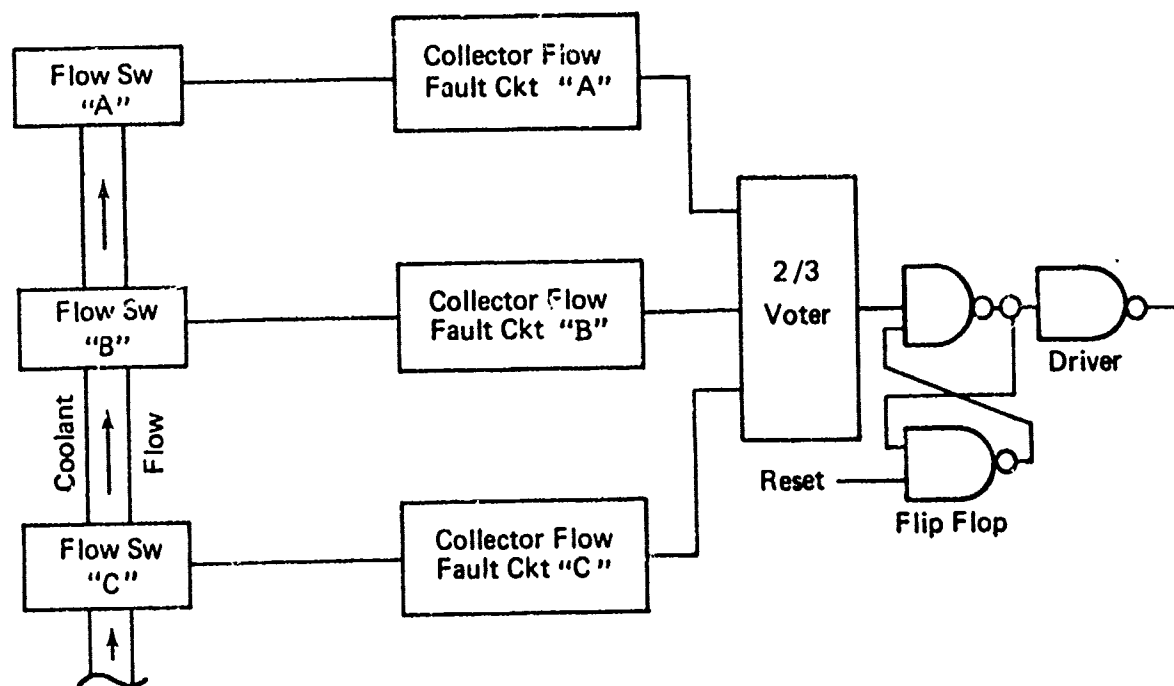 Flow Sw
"A"
Collector Flow
Fault Ckt "A"
Flow Sw
"B"
Collector Flow
Fault Ckt "B"
2/3
Voter
Driver
Coolant
Flow
Reset
Flip Flop
Flow Sw
"C"
Collector Flow
Fault Ckt "C"